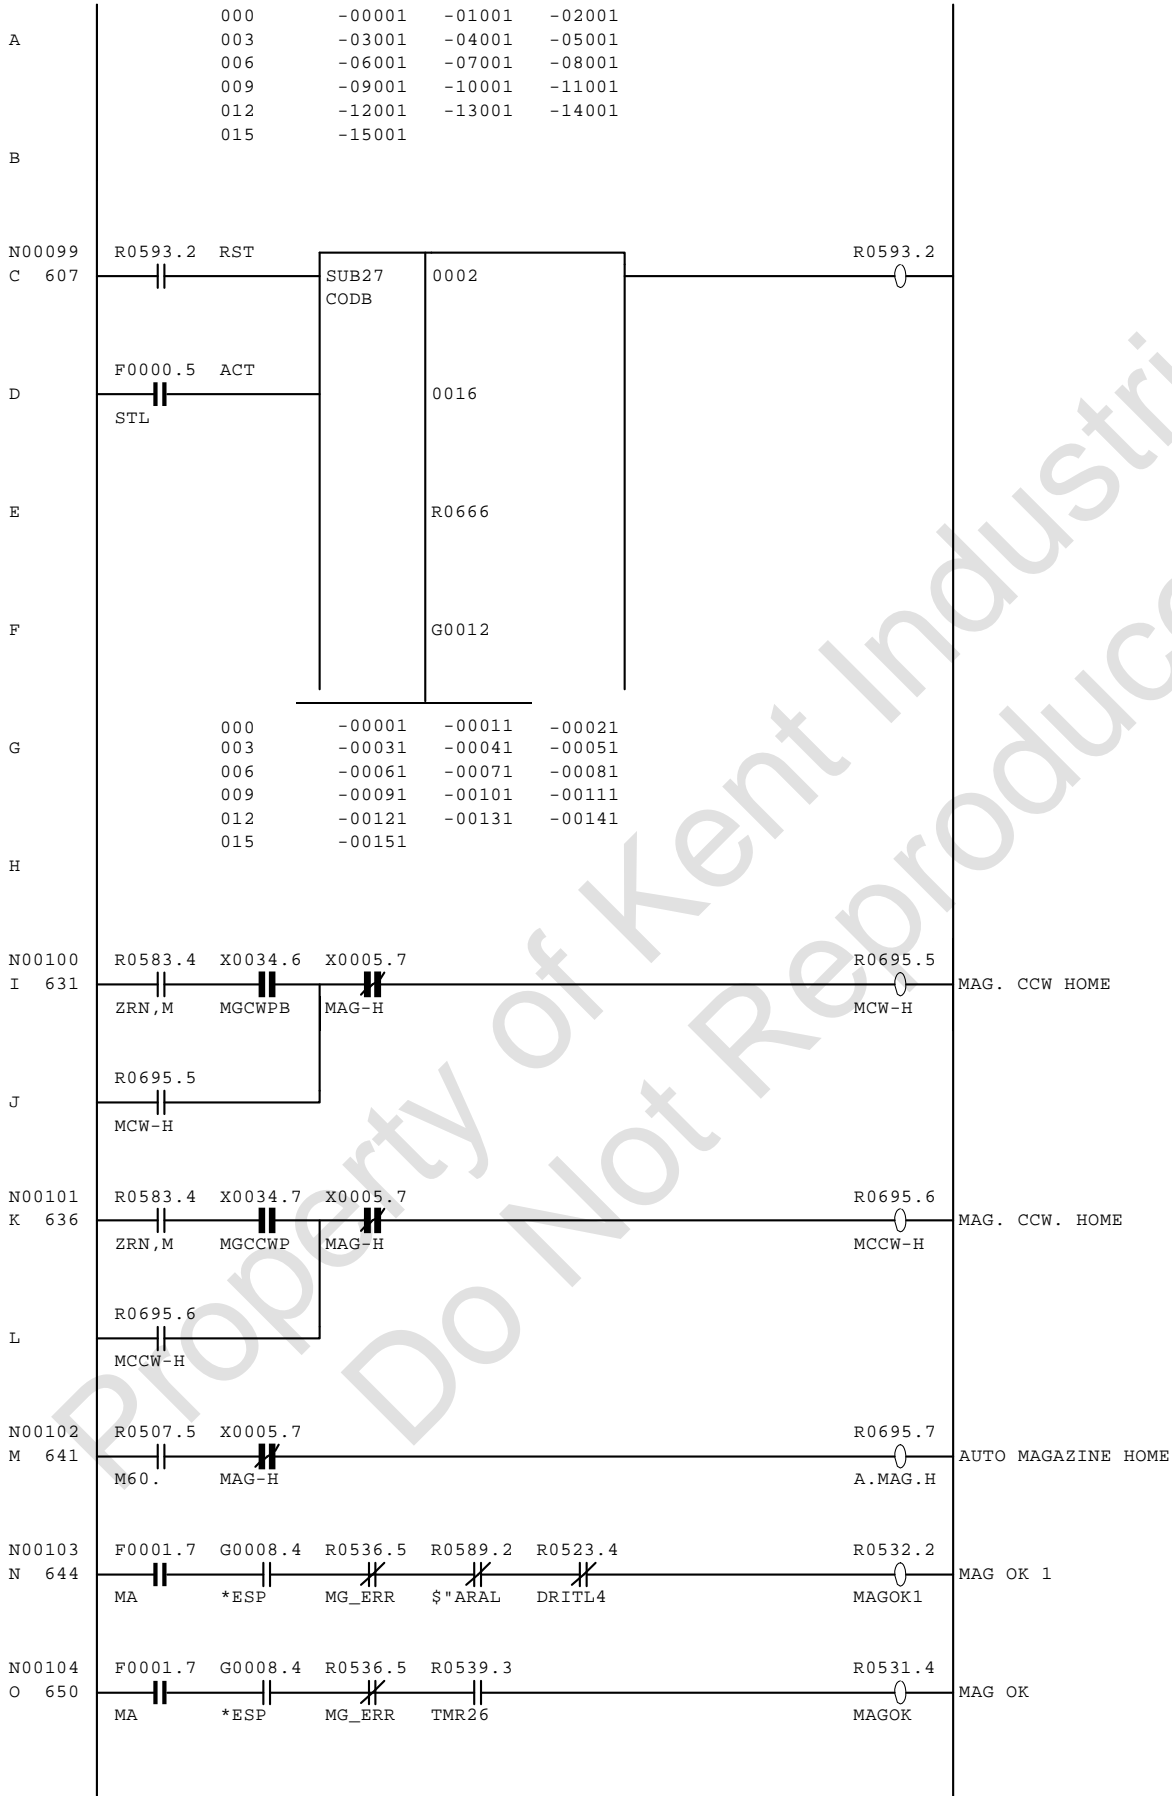 000 -00001 -01001 -02001
A 003 -03001 -04001 -05001
006 -06001 -07001 -08001
009 -09001 -10001 -11001
012 -12001 -13001 -14001
015 -15001
B
N00099 R0593.2 RST R0593.2
C 607 SUB27 0002
CODB
F0000.5 ACT
D 0016
STL
E R0666
F G0012
000 -00001 -00011 -00021
G 003 -00031 -00041 -00051
006 -00061 -00071 -00081
009 -00091 -00101 -00111
012 -00121 -00131 -00141
015 -00151
H
N00100 R0583.4 X0034.6 X0005.7 R0695.5
I 631 MAG. CCW HOME
ZRN,M MGCWPB MAG-H MCW-H
R0695.5
J
MCW-H
N00101 R0583.4 X0034.7 X0005.7 R0695.6
K 636 MAG. CCW. HOME
ZRN,M MGCCWP MAG-H MCCW-H
R0695.6
L
MCCW-H
N00102 R0507.5 X0005.7 R0695.7
M 641 AUTO MAGAZINE HOME
M60. MAG-H A.MAG.H
N00103 F0001.7 G0008.4 R0536.5 R0589.2 R0523.4 R0532.2
N 644 MAG OK 1
MA *ESP MG_ERR $"ARAL DRITL4 MAGOK1
N00104 F0001.7 G0008.4 R0536.5 R0539.3 R0531.4
O 650 MAG OK
MA *ESP MG_ERR TMR26 MAGOK
Property of Kent Industri
Do Not Reproduc